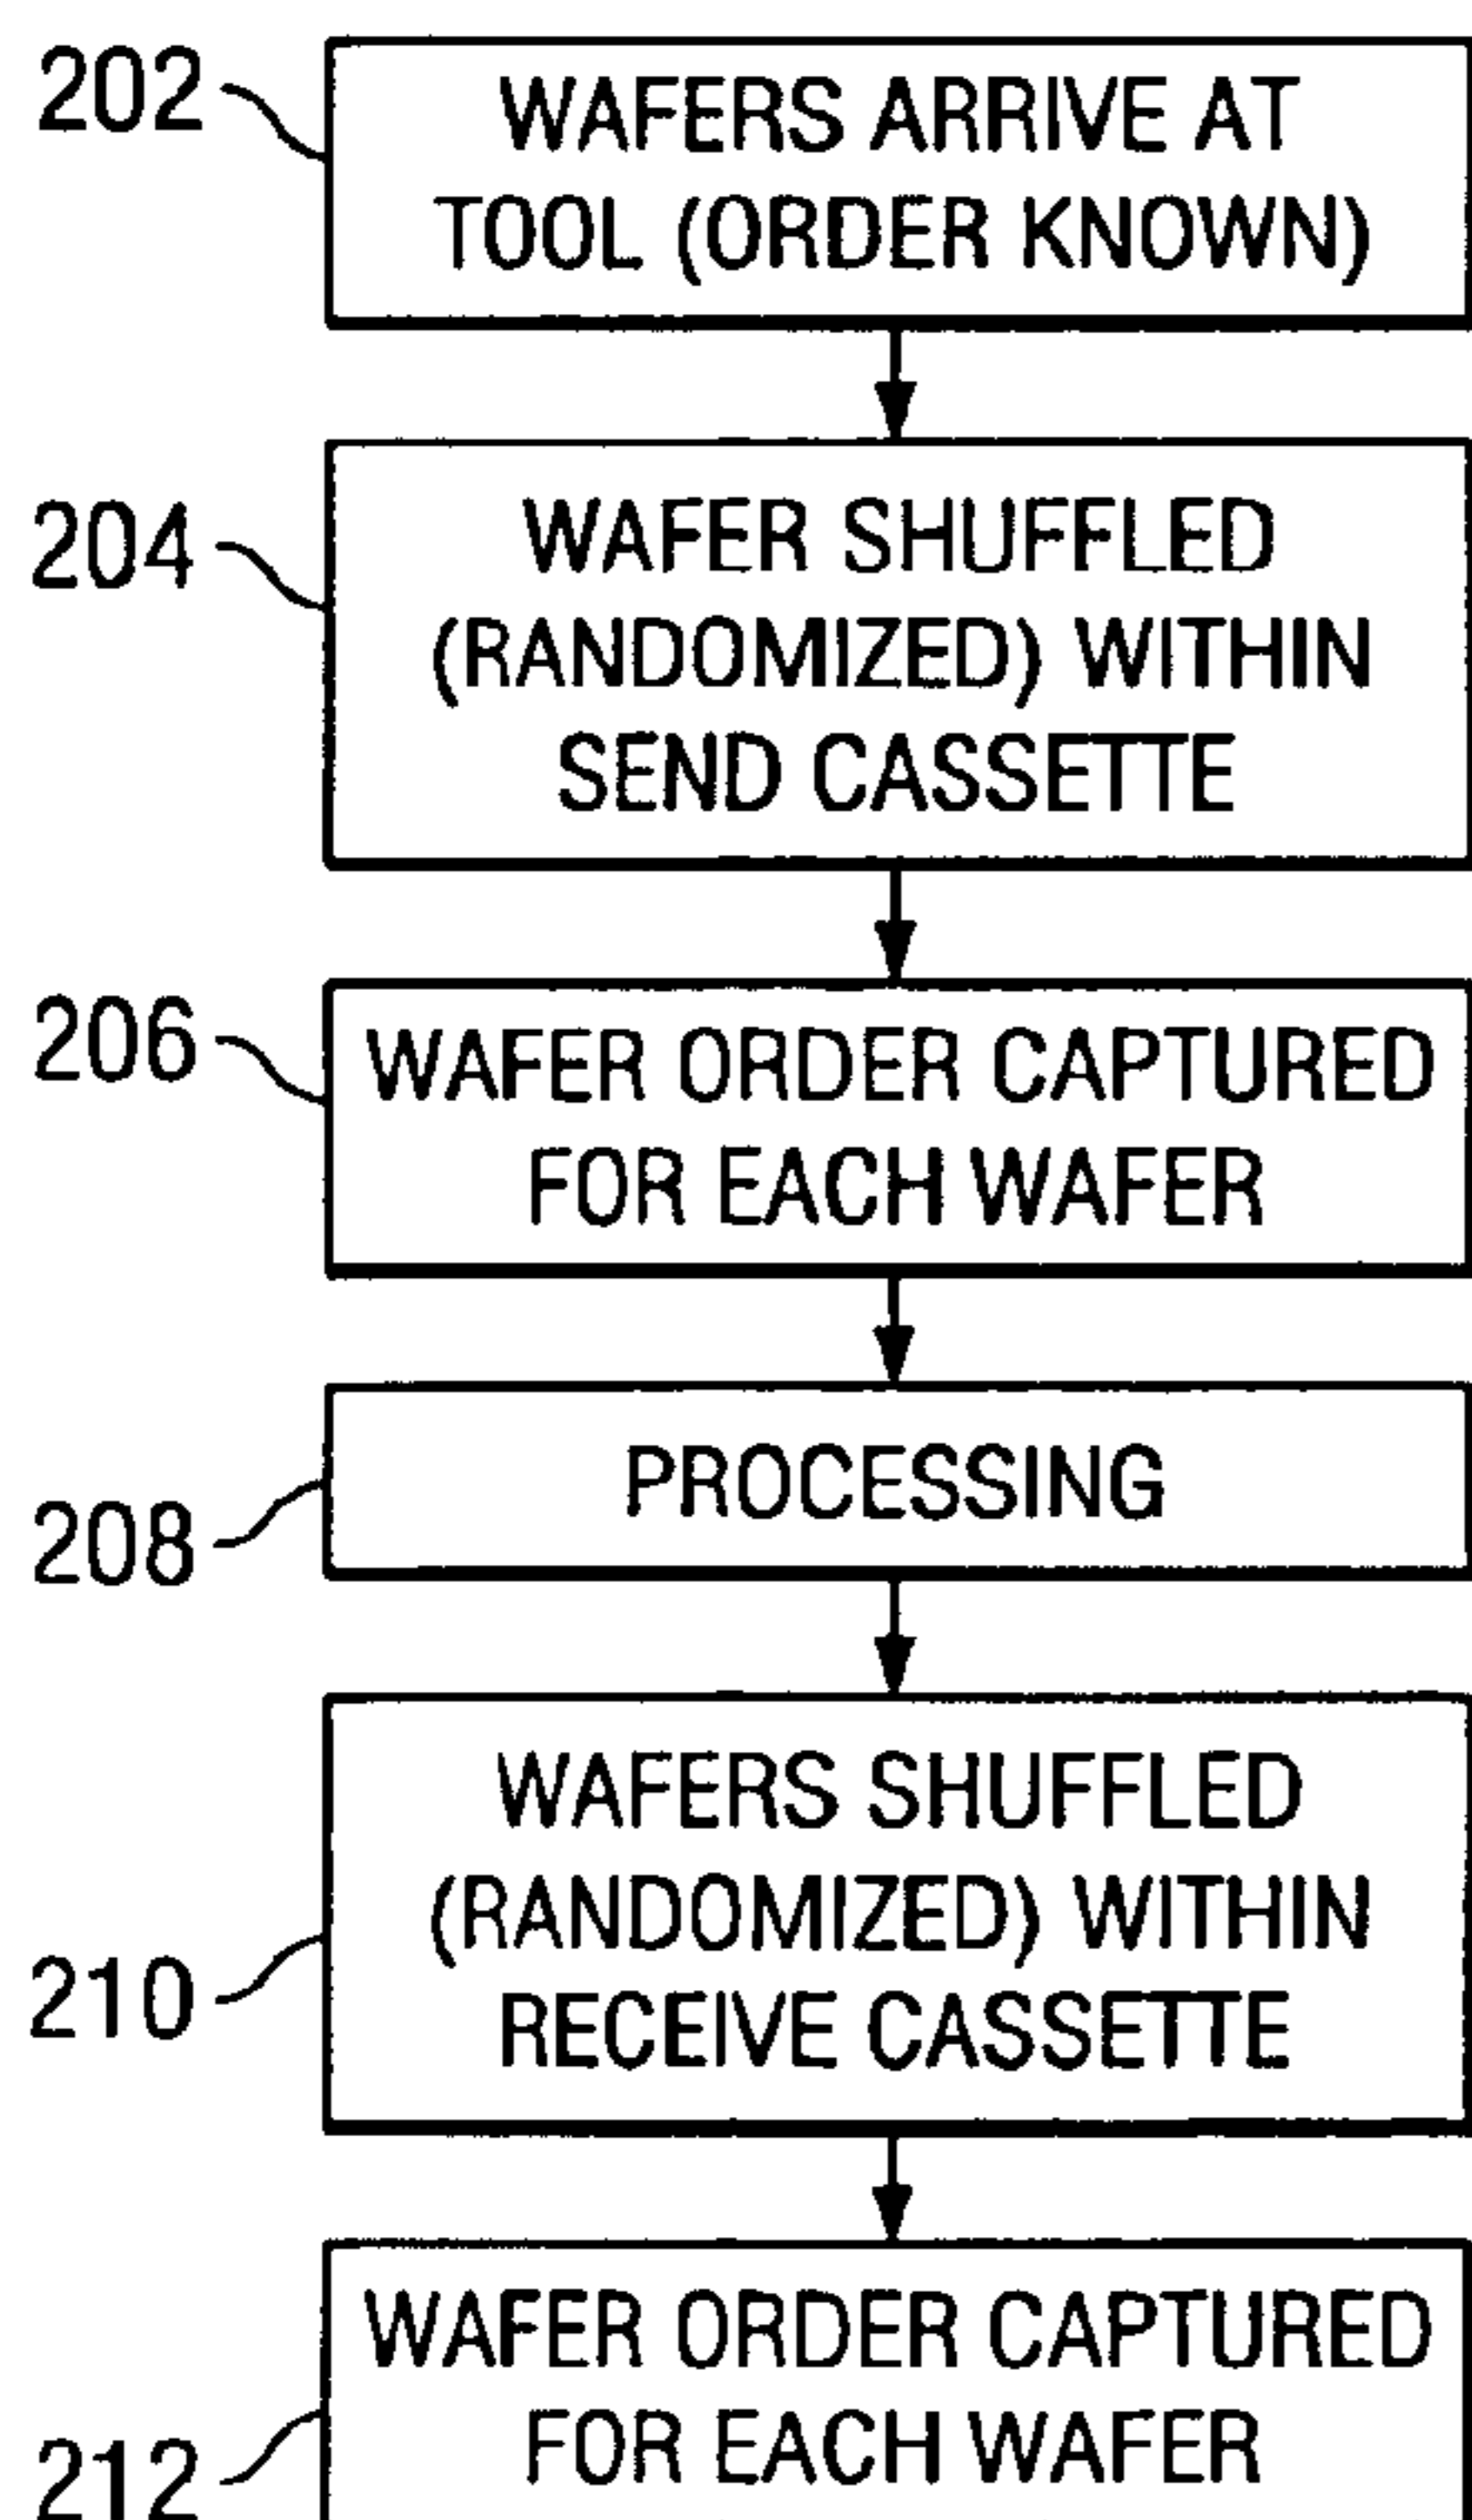 202
WAFERS ARRIVE AT
TOOL (ORDER KNOWN)
204
WAFER SHUFFLED
(RANDOMIZED) WITHIN
SEND CASSETTE
206
WAFER ORDER CAPTURED
FOR EACH WAFER
208
PROCESSING
210
WAFERS SHUFFLED
(RANDOMIZED) WITHIN
RECEIVE CASSETTE
212
WAFER ORDER CAPTURED
FOR EACH WAFER